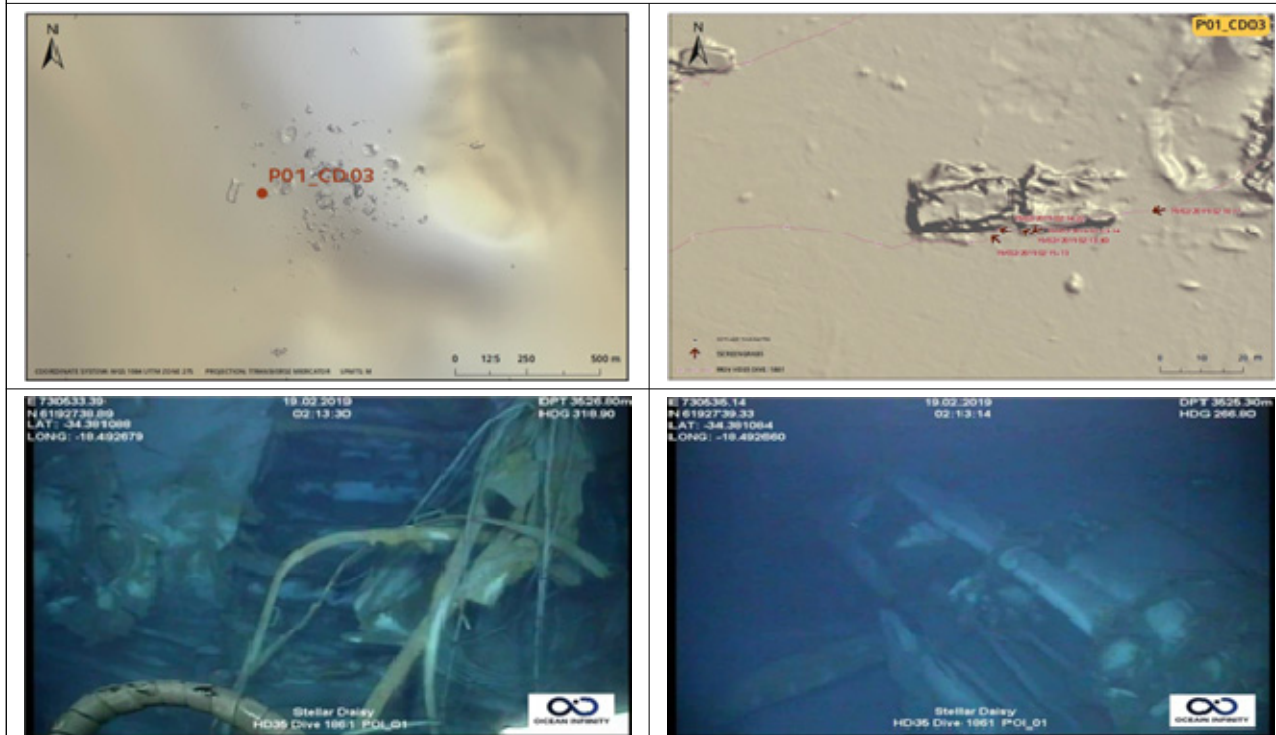 N
P01_CD03
0 125 250 500 m
COORDINATE SYSTEM: WGS 1984 UTM ZONE 27S PROJECTION: TRANSVERSE MERCATOR UNITS: M
P01_CD03
N
SCREENGRABS
0 10 20 m
E 730533.39
N 6192738.89
LAT: -34.381088
LONG: -18.492679
19.02.2019
02:13:30
DPT 3526.80m
HDG 318.90
Stellar Daisy
HD35 Dive 1861 POI_01
OCEAN INFINITY
E 730535.14
N 6192739.33
LAT: -34.381084
LONG: -18.492660
19.02.2019
02:13:14
DPT 3525.30m
HDG 266.80
Stellar Daisy
HD35 Dive 1861 POI_01
OCEAN INFINITY